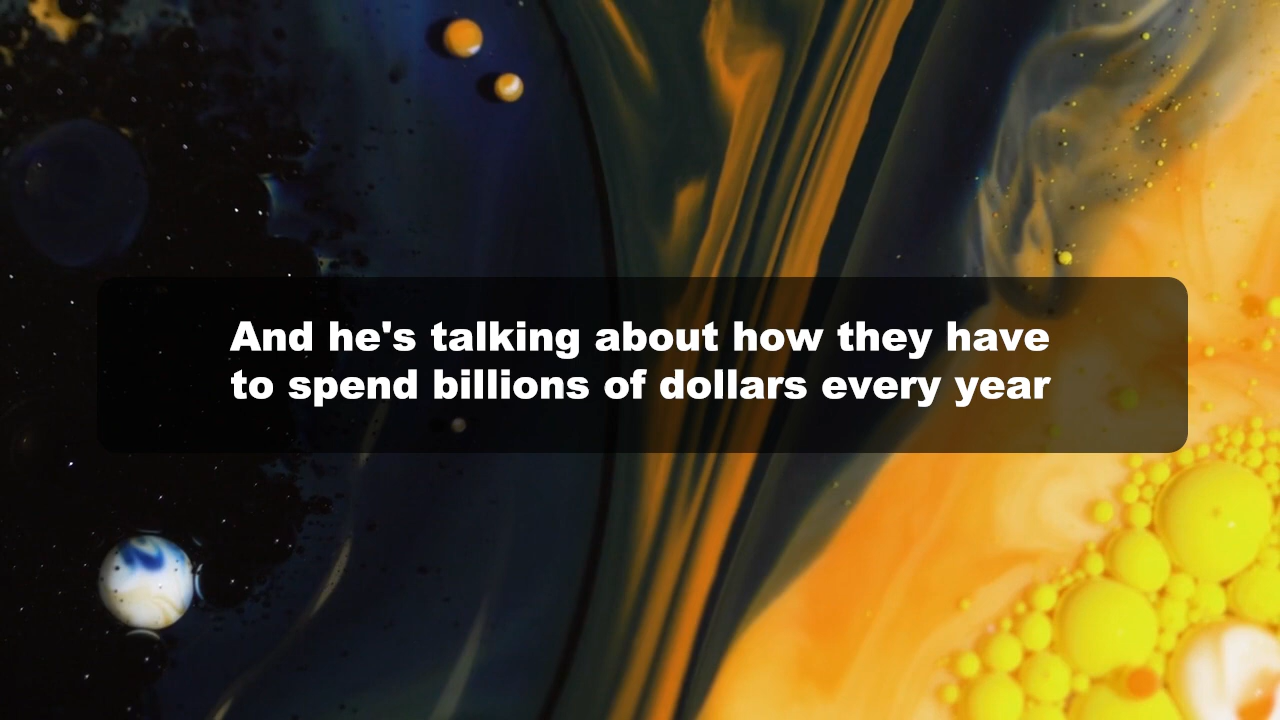 And he's talking about how they have
to spend billions of dollars every year